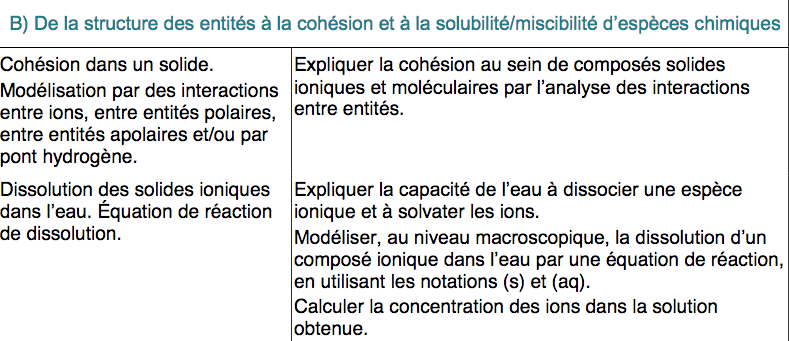 B) De la structure des entités à la cohésion et à la solubilité/miscibilité d'espèces chimiques
Cohésion dans un solide.
Modélisation par des interactions
entre ions, entre entités polaires,
entre entités apolaires et/ou par
pont hydrogène.
Expliquer la cohésion au sein de composés solides
ioniques et moléculaires par l'analyse des interactions
entre entités.
Dissolution des solides ioniques
dans l'eau. Équation de réaction
de dissolution.
Expliquer la capacité de l'eau à dissocier une espèce
ionique et à solvater les ions.
Modéliser, au niveau macroscopique, la dissolution d'un
composé ionique dans l'eau par une équation de réaction,
en utilisant les notations (s) et (aq).
Calculer la concentration des ions dans la solution
obtenue.